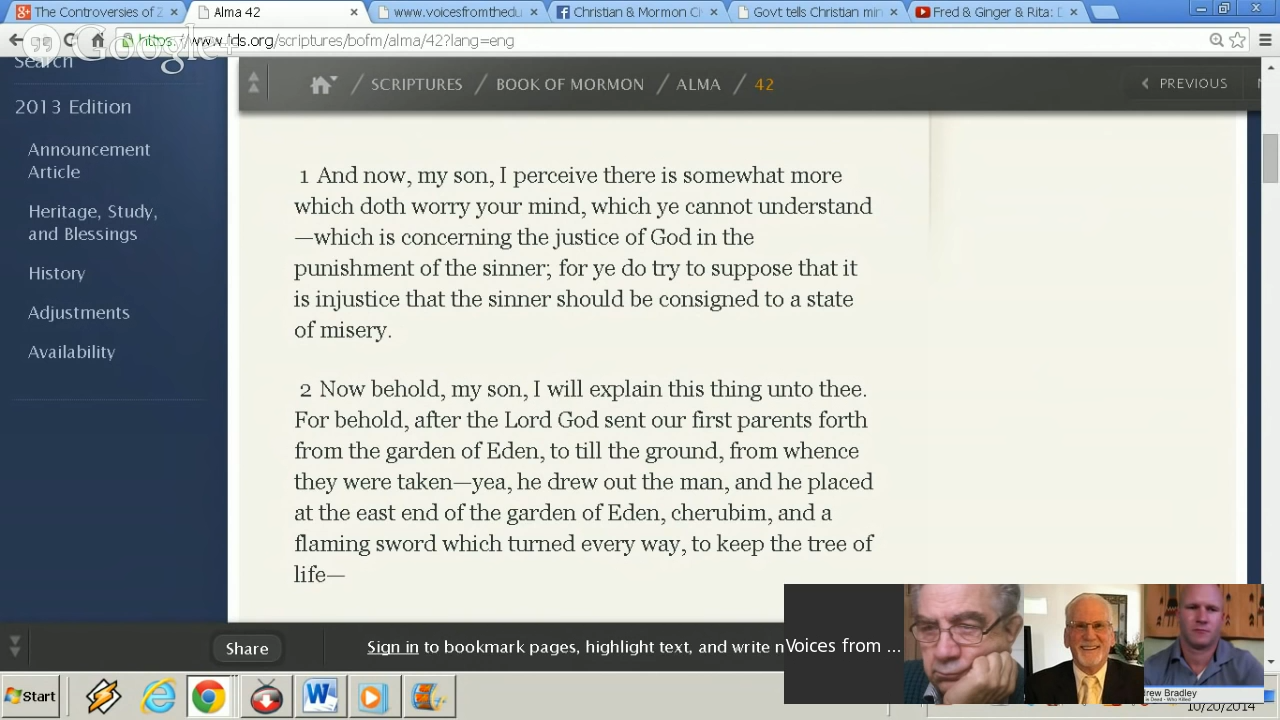 The Controversies of 2
Alma 42
www.voicesfromthedu
Christian & Mormon C
Govt tells Christian min
Fred & Ginger & Rita:
Google+
https://www.lds.org/scriptures/bofm/alma/42?lang=eng
Search
2013 Edition
Announcement
Article
Heritage, Study,
and Blessings
History
Adjustments
Availability
SCRIPTURES / BOOK OF MORMON / ALMA / 42
PREVIOUS
1 And now, my son, I perceive there is somewhat more
which doth worry your mind, which ye cannot understand
—which is concerning the justice of God in the
punishment of the sinner; for ye do try to suppose that it
is injustice that the sinner should be consigned to a state
of misery.
2 Now behold, my son, I will explain this thing unto thee.
For behold, after the Lord God sent our first parents forth
from the garden of Eden, to till the ground, from whence
they were taken—yea, he drew out the man, and he placed
at the east end of the garden of Eden, cherubim, and a
flaming sword which turned every way, to keep the tree of
life—
Share
Sign in to bookmark pages, highlight text, and write n
Voices from ...
rew Bradley
Start
10/20/2014